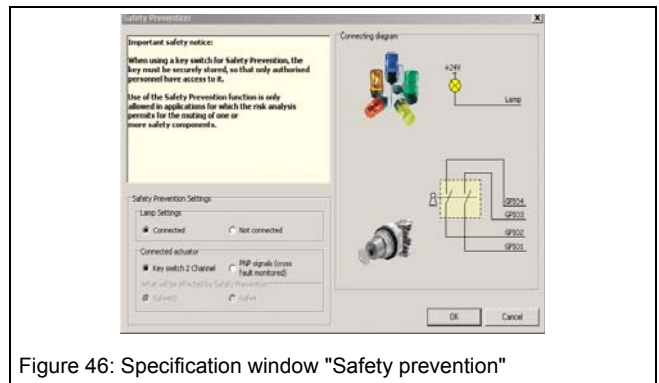 Safety Prevention
Important safety notice:
When using a key switch for Safety Prevention, the
key must be securely stored, so that only authorised
personnel have access to it.
Use of the Safety Prevention function is only
allowed in applications for which the risk analysis
permits for the muting of one or
more safety components.
Safety Prevention Settings
Lamp Settings
Connected
Not connected
Connected actuator
Key switch 2 Channel
PNP signals (cross
fault monitored)
What will be effected by Safety Prevention
Connecting diagram
+24V
Lamp
GPIO4
GPIO3
GPIO2
GPIO1
OK
Cancel
Figure 46: Specification window "Safety prevention"